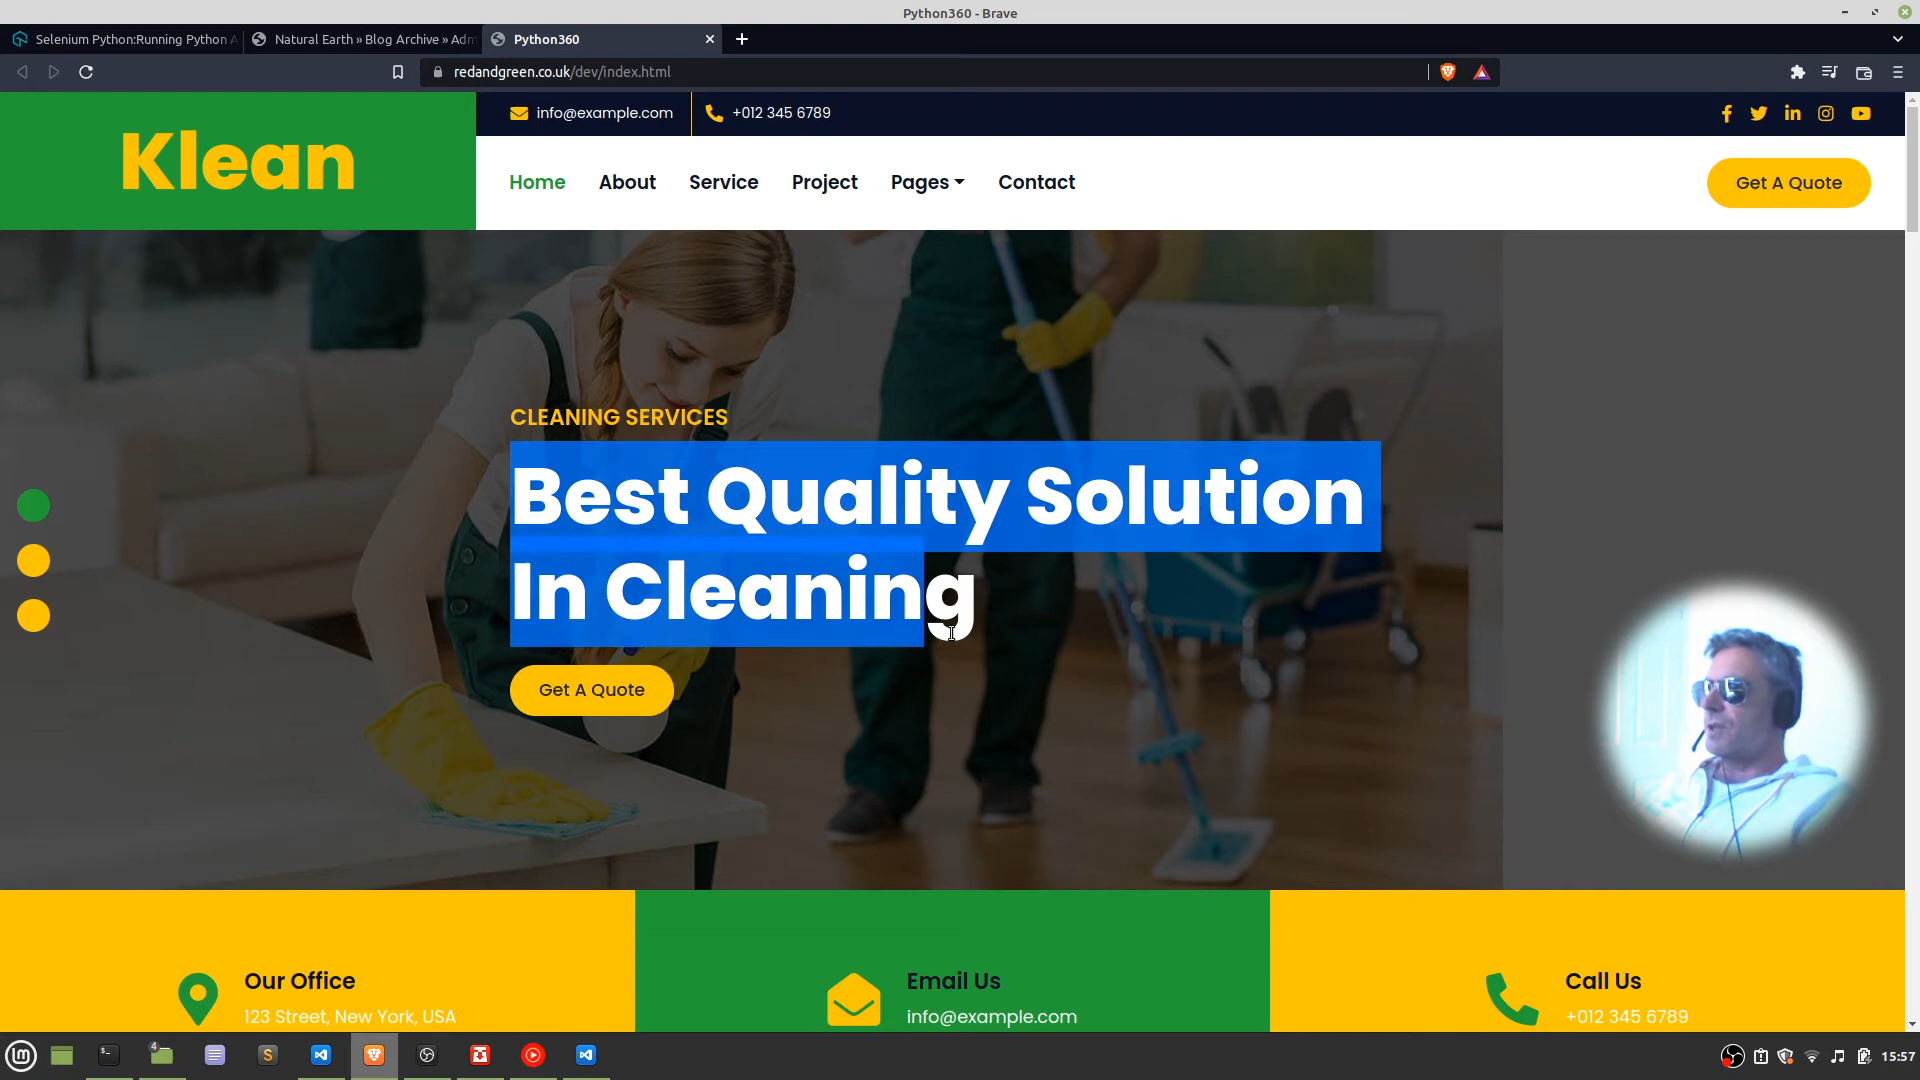 Python360 - Brave
Selenium Python:Running Python A
Natural Earth » Blog Archive » Adm
Python360
redandgreen.co.uk/dev/index.html
info@example.com
+012 345 6789
Klean
Home
About
Service
Project
Pages
Contact
Get A Quote
CLEANING SERVICES
Best Quality Solution
In Cleaning
Get A Quote
Our Office
123 Street, New York, USA
Email Us
info@example.com
Call Us
+012 345 6789
4
15:57